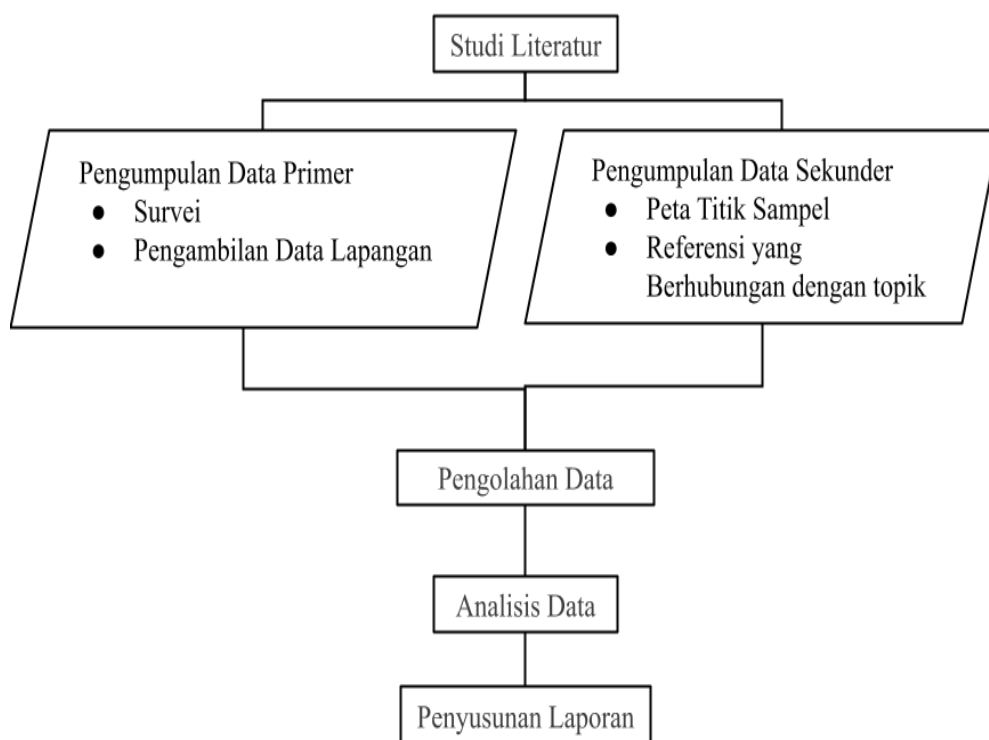 Studi Literatur
Pengumpulan Data Primer
● Survei
● Pengambilan Data Lapangan
Pengumpulan Data Sekunder
● Peta Titik Sampel
● Referensi yang
Berhubungan dengan topik
Pengolahan Data
Analisis Data
Penyusunan Laporan